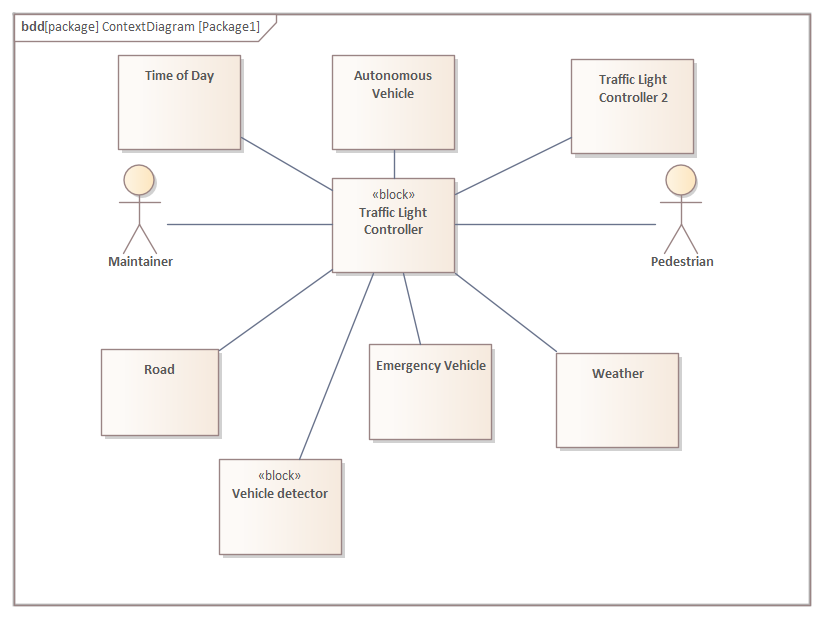 bdd[package] ContextDiagram [Package1]
Time of Day
Autonomous
Vehicle
Traffic Light
Controller 2
«block»
Traffic Light
Controller
Maintainer
Pedestrian
Road
Emergency Vehicle
Weather
«block»
Vehicle detector